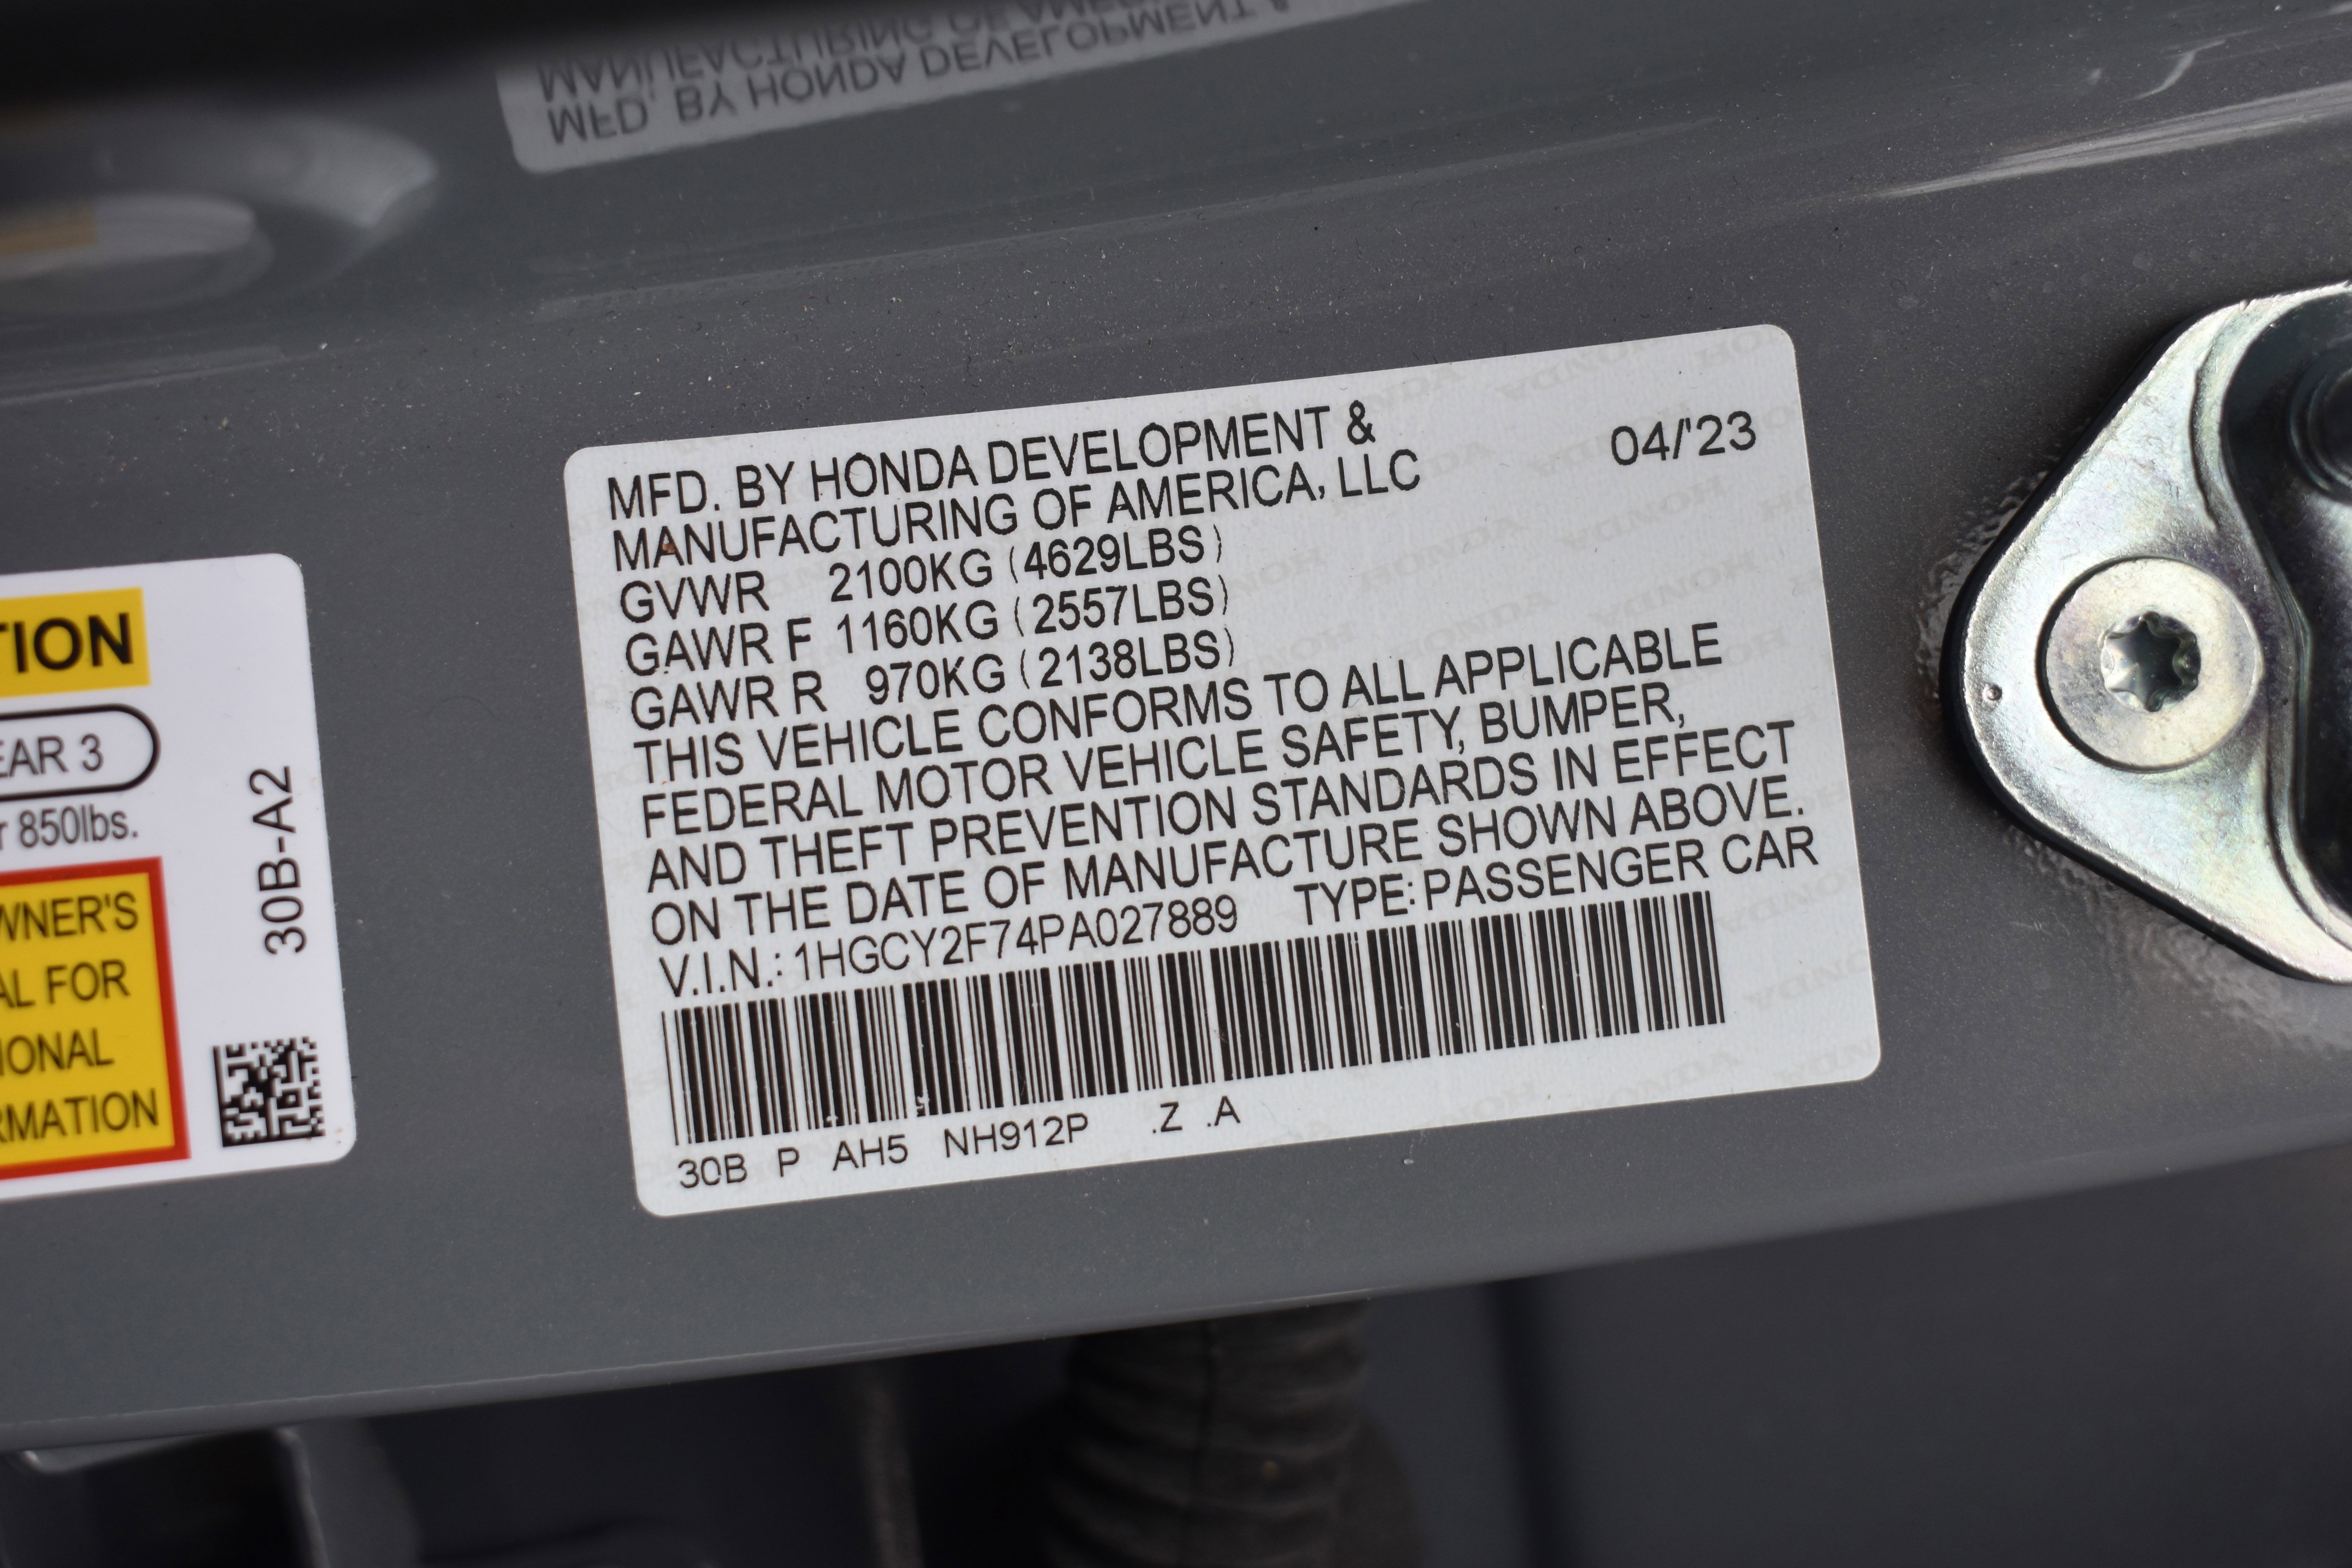 MFD. BY HONDA DEVELOPMENT &
MANUFACTURING OF AMERICA, LLC
04/'23
GVWR 2100KG (4629LBS)
GAWR F 1160KG (2557LBS)
GAWR R 970KG (2138LBS)
THIS VEHICLE CONFORMS TO ALL APPLICABLE
FEDERAL MOTOR VEHICLE SAFETY, BUMPER,
AND THEFT PREVENTION STANDARDS IN EFFECT
ON THE DATE OF MANUFACTURE SHOWN ABOVE.
V.I.N.: 1HGCY2F74PA027889 TYPE: PASSENGER CAR
30B P AH5 NH912P .Z .A
TION
EAR 3
r 850lbs.
WNER'S
AL FOR
IONAL
RMATION
30B-A2
MANUFACTURING OF AMER
MFD. BY HONDA DEVELOPMENT &